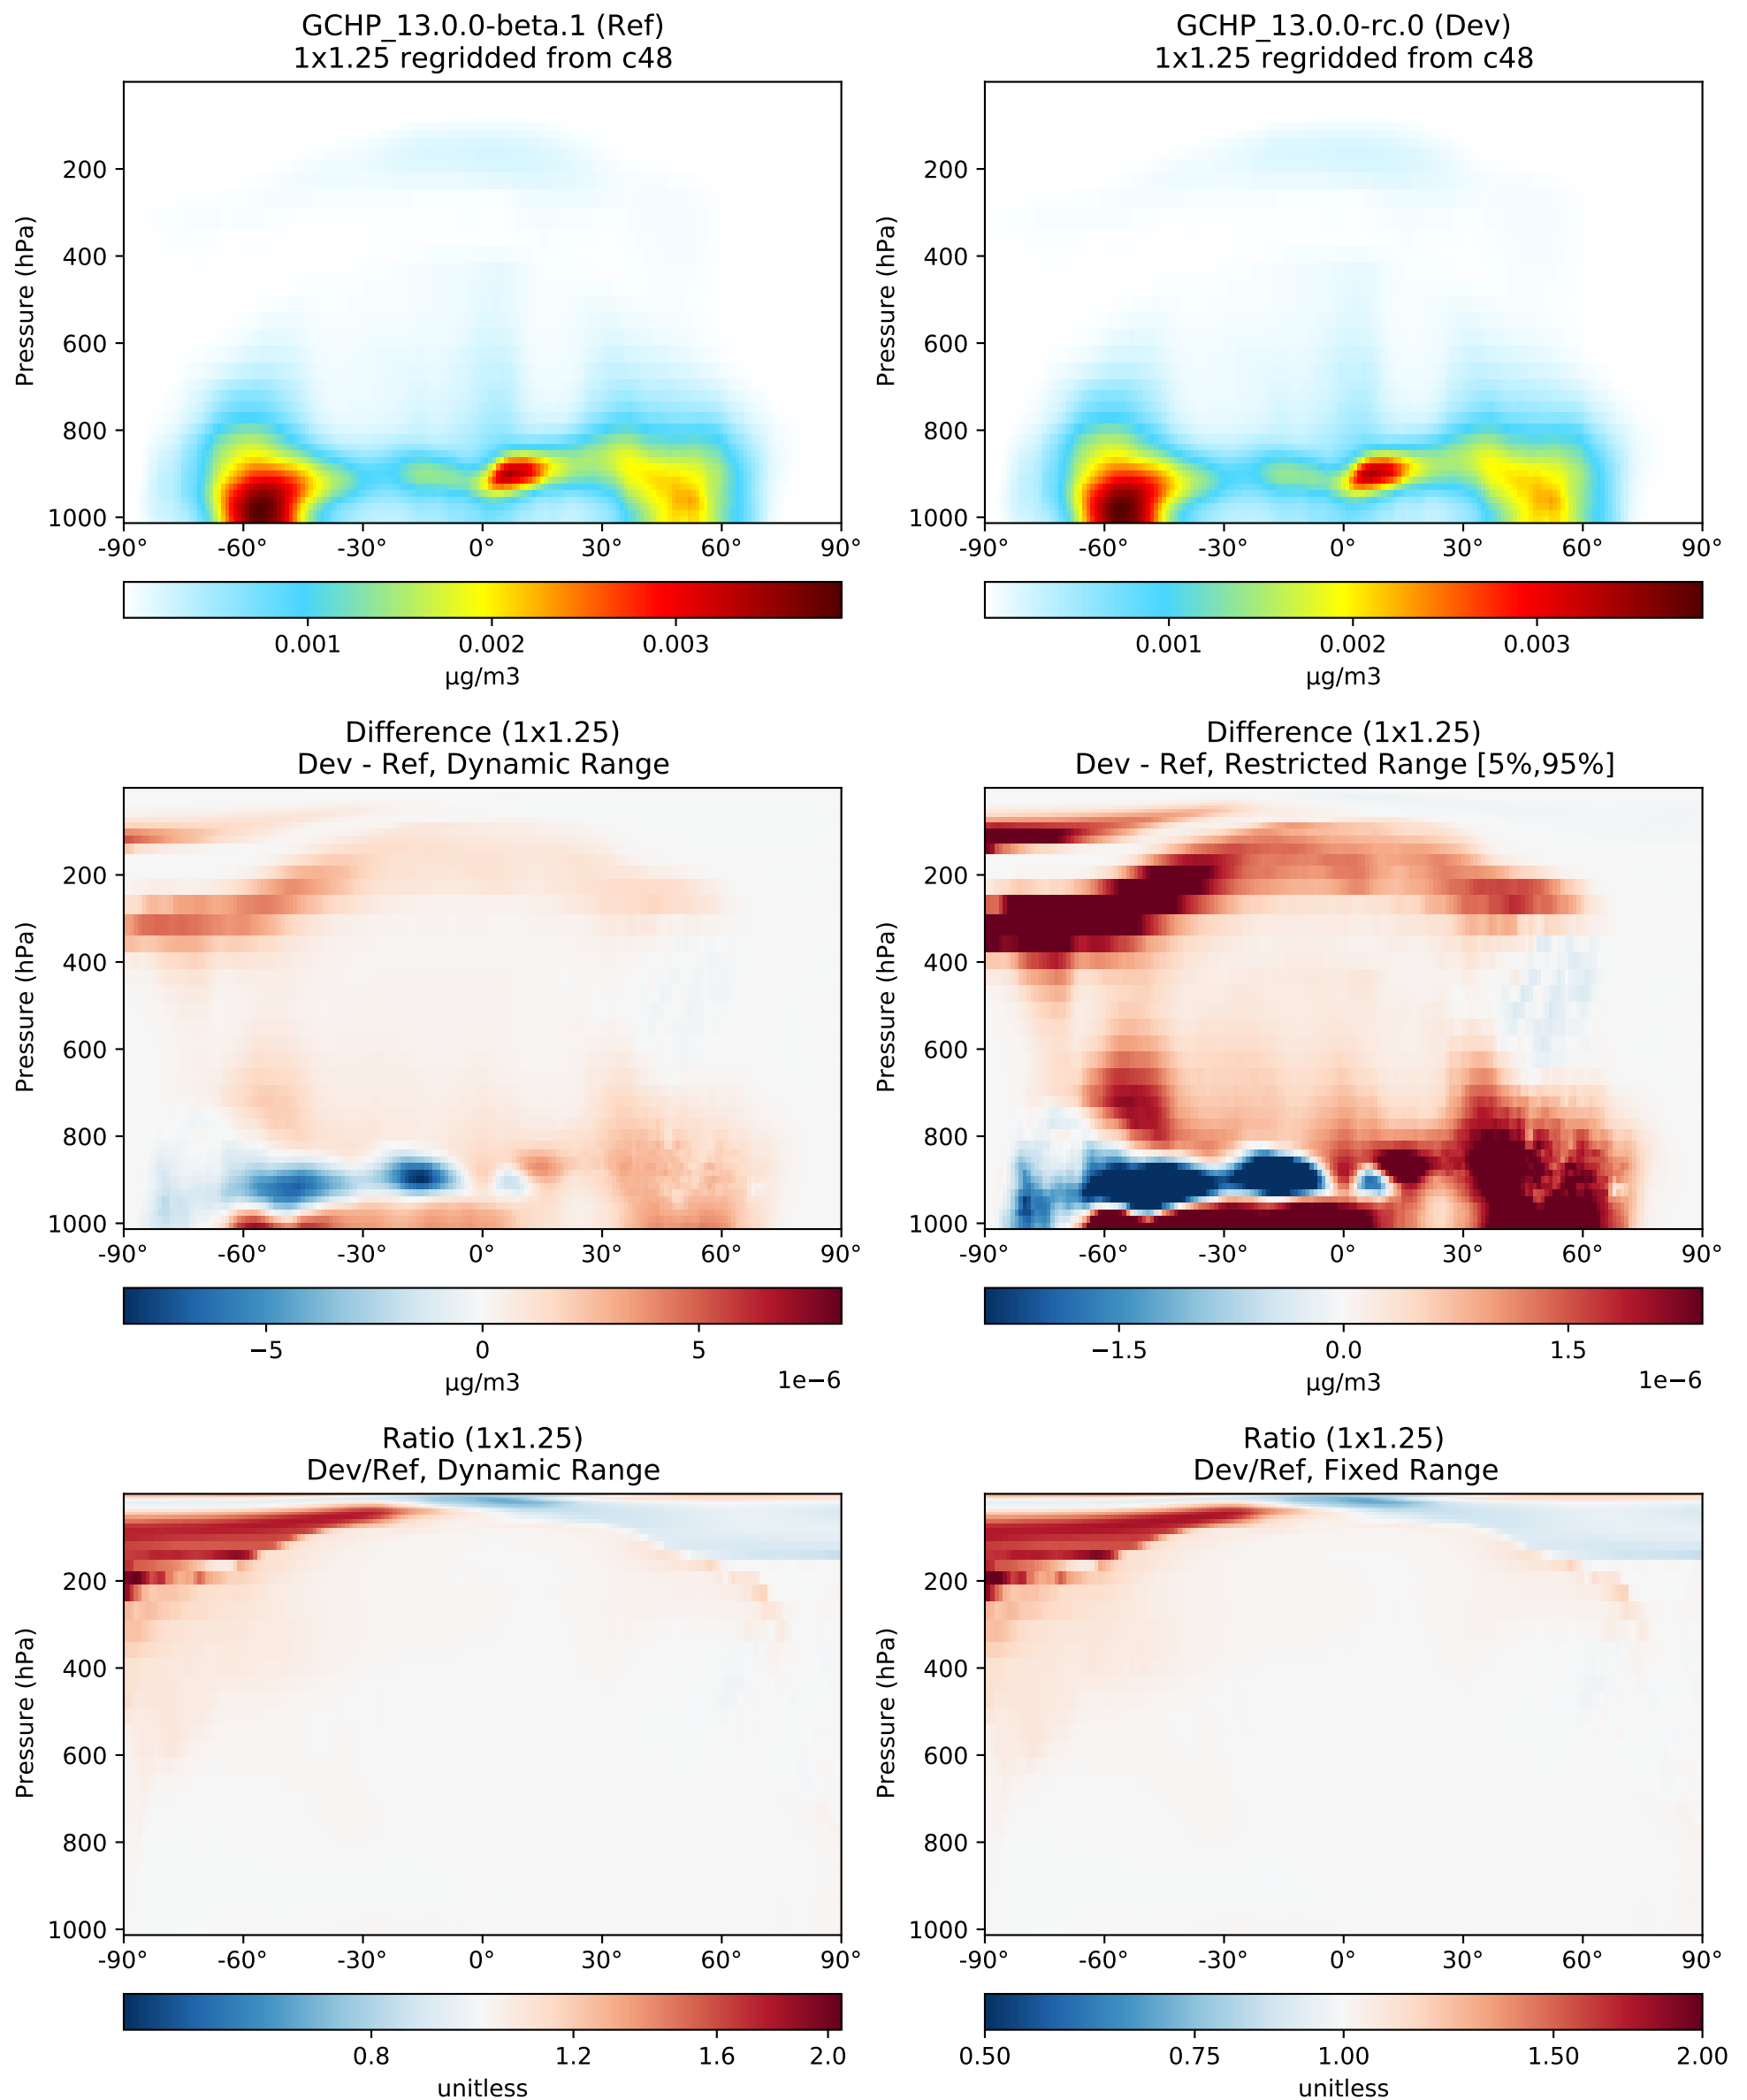 GCHP_13.0.0-beta.1 (Ref)
1x1.25 regridded from c48
Pressure (hPa)
200
400
600
800
1000
-90° -60° -30° 0° 30° 60° 90°
0.001 0.002 0.003
µg/m3
GCHP_13.0.0-rc.0 (Dev)
1x1.25 regridded from c48
Pressure (hPa)
200
400
600
800
1000
-90° -60° -30° 0° 30° 60° 90°
0.001 0.002 0.003
µg/m3
Difference (1x1.25)
Dev - Ref, Dynamic Range
Pressure (hPa)
200
400
600
800
1000
-90° -60° -30° 0° 30° 60° 90°
−5 0 5
µg/m3 1e−6
Difference (1x1.25)
Dev - Ref, Restricted Range [5%,95%]
Pressure (hPa)
200
400
600
800
1000
-90° -60° -30° 0° 30° 60° 90°
−1.5 0.0 1.5
µg/m3 1e−6
Ratio (1x1.25)
Dev/Ref, Dynamic Range
Pressure (hPa)
200
400
600
800
1000
-90° -60° -30° 0° 30° 60° 90°
0.8 1.2 1.6 2.0
unitless
Ratio (1x1.25)
Dev/Ref, Fixed Range
Pressure (hPa)
200
400
600
800
1000
-90° -60° -30° 0° 30° 60° 90°
0.50 0.75 1.00 1.50 2.00
unitless